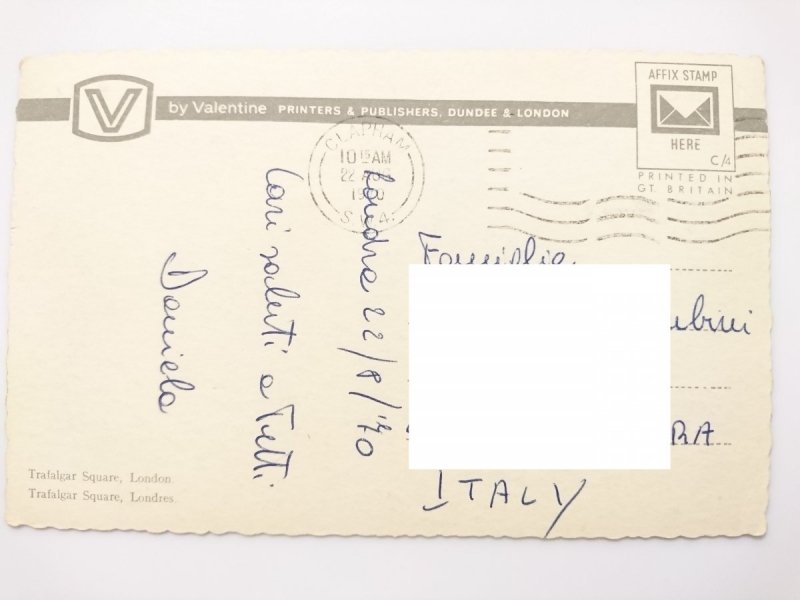 by Valentine PRINTERS & PUBLISHERS, DUNDEE & LONDON
AFFIX STAMP
HERE
C/4
PRINTED IN
GT. BRITAIN
CLAPHAM
10 15 AM
22
S.W.4.
Londra 22/8/'70
Cari saluti a Tutti
Daniela
Famiglia
ITALY
Trafalgar Square, London.
Trafalgar Square, Londres.